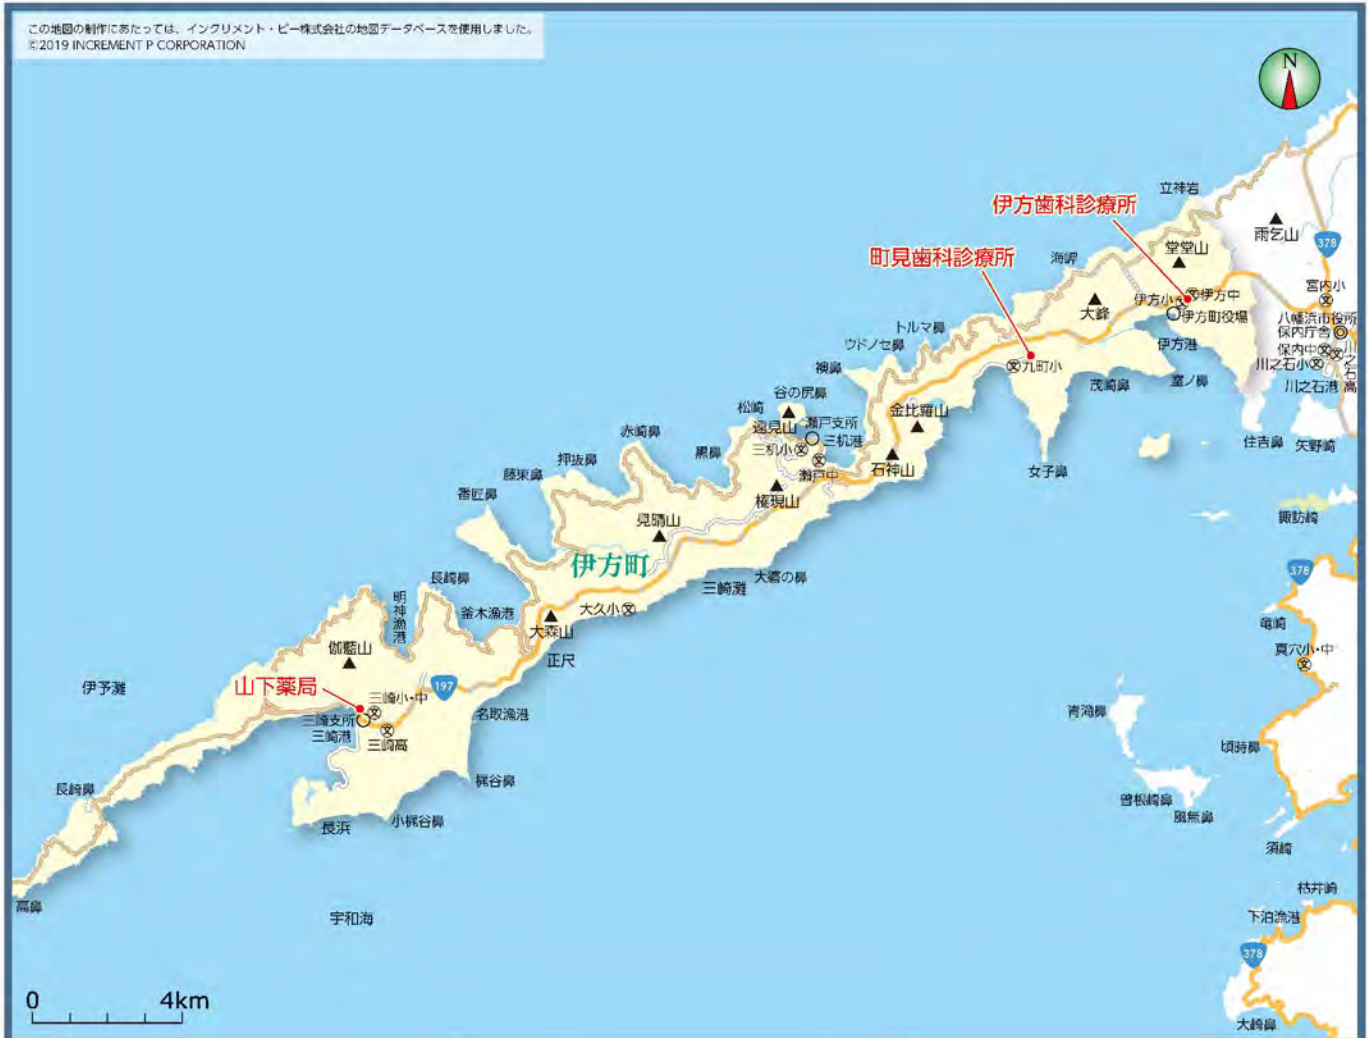 この地図の制作にあたっては、インクリメント・ピー株式会社の地図データベースを使用しました。
©2019 INCREMENT P CORPORATION
N
立神岩
伊方歯科診療所
雨乞山
378
堂堂山
町見歯科診療所
海岬
宮内小
伊方小
伊方中
大峰
伊方町役場
八幡浜市役所
保内庁舎
トルマ鼻
ウドノセ鼻
伊方港
保内中
川之石小
川之石高
九町小
襖鼻
茂崎鼻
室ノ鼻
川之石港
谷の尻鼻
松崎
金比羅山
遠見山
瀬戸支所
三机港
赤崎鼻
三机小
住吉鼻
矢野崎
黒鼻
押抜鼻
石神山
女子鼻
瀬戸中
藤東鼻
番匠鼻
権現山
見晴山
諏訪崎
伊方町
378
長崎鼻
大碆の鼻
三崎灘
明神漁港
釜木漁港
大久小
竜崎
大森山
伽藍山
正尺
真穴小・中
伊予灘
山下薬局
197
三崎小・中
名取漁港
青滝鼻
三崎支所
三崎港
三崎高
頃時鼻
梶谷鼻
長崎鼻
曽根崎鼻
風無鼻
長浜
小梶谷鼻
須崎
枯井崎
高鼻
宇和海
下泊漁港
378
0
4km
大崎鼻